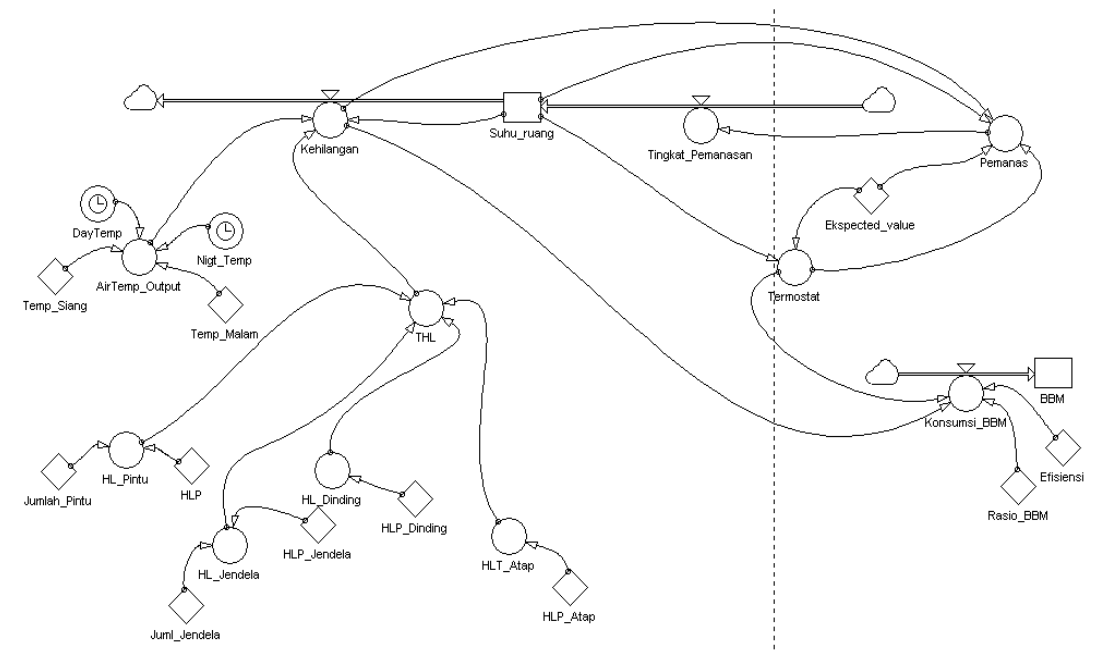 Kehilangan
Suhu_ruang
Tingkat_Pemanasan
Pemanas
DayTemp
Nigt_Temp
Ekspected_value
Temp_Siang
AirTemp_Output
Temp_Malam
Termostat
THL
BBM
Konsumsi_BBM
Jumlah_Pintu
HL_Pintu
HLP
HL_Dinding
HLP_Dinding
Efisiensi
Rasio_BBM
HL_Jendela
HLP_Jendela
HLT_Atap
HLP_Atap
Juml_Jendela